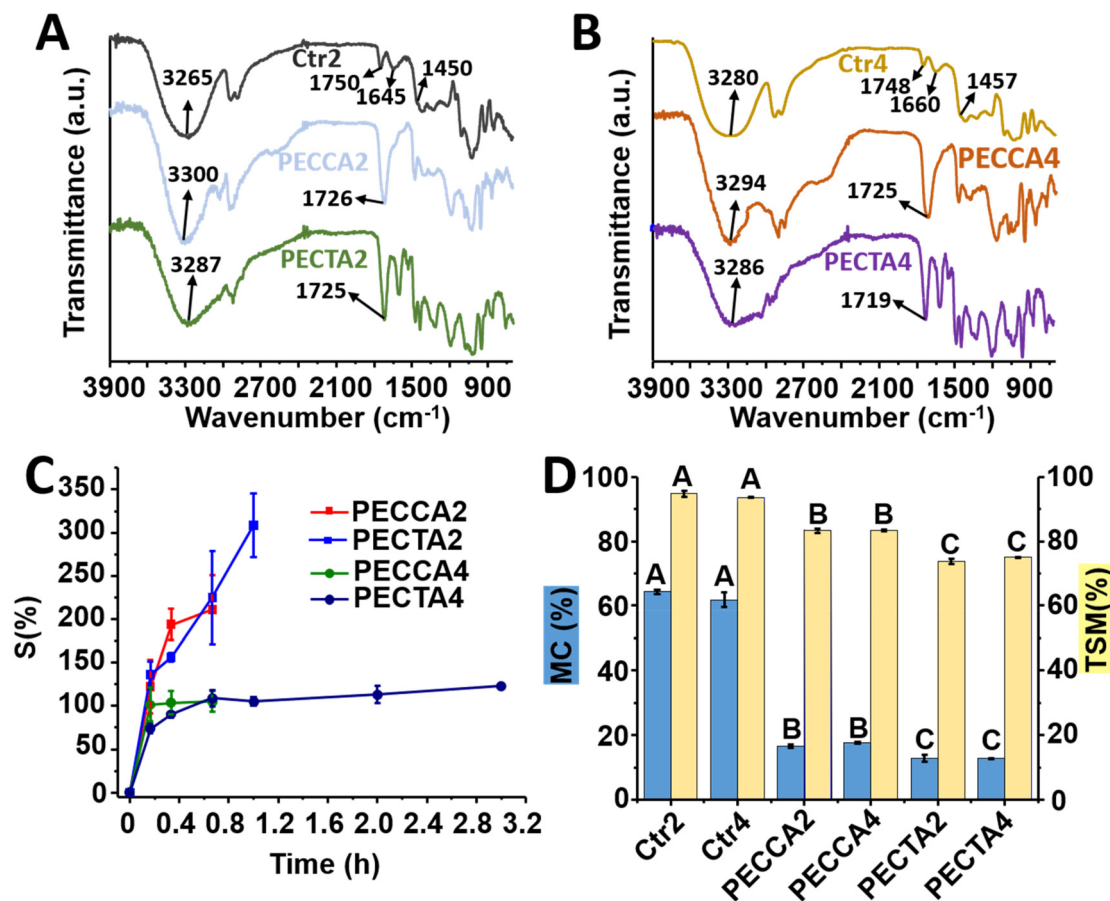 A
Ctr2
3265
1750
1645
1450
PECCA2
3300
1726
PECTA2
3287
1725
Transmittance (a.u.)
3900 3300 2700 2100 1500 900
Wavenumber (cm⁻¹)
B
Ctr4
3280
1748
1660
1457
PECCA4
3294
1725
PECTA4
3286
1719
Transmittance (a.u.)
3900 3300 2700 2100 1500 900
Wavenumber (cm⁻¹)
C
S(%)
350
300
250
200
150
100
50
0
PECCA2
PECTA2
PECCA4
PECTA4
0 0.4 0.8 1.2 1.6 2.0 2.4 2.8 3.2
Time (h)
D
MC (%)
100
80
60
40
20
0
A A A A B B B B C C C C
100
80
60
40
20
0
TSM(%)
Ctr2
Ctr4
PECCA2
PECCA4
PECTA2
PECTA4